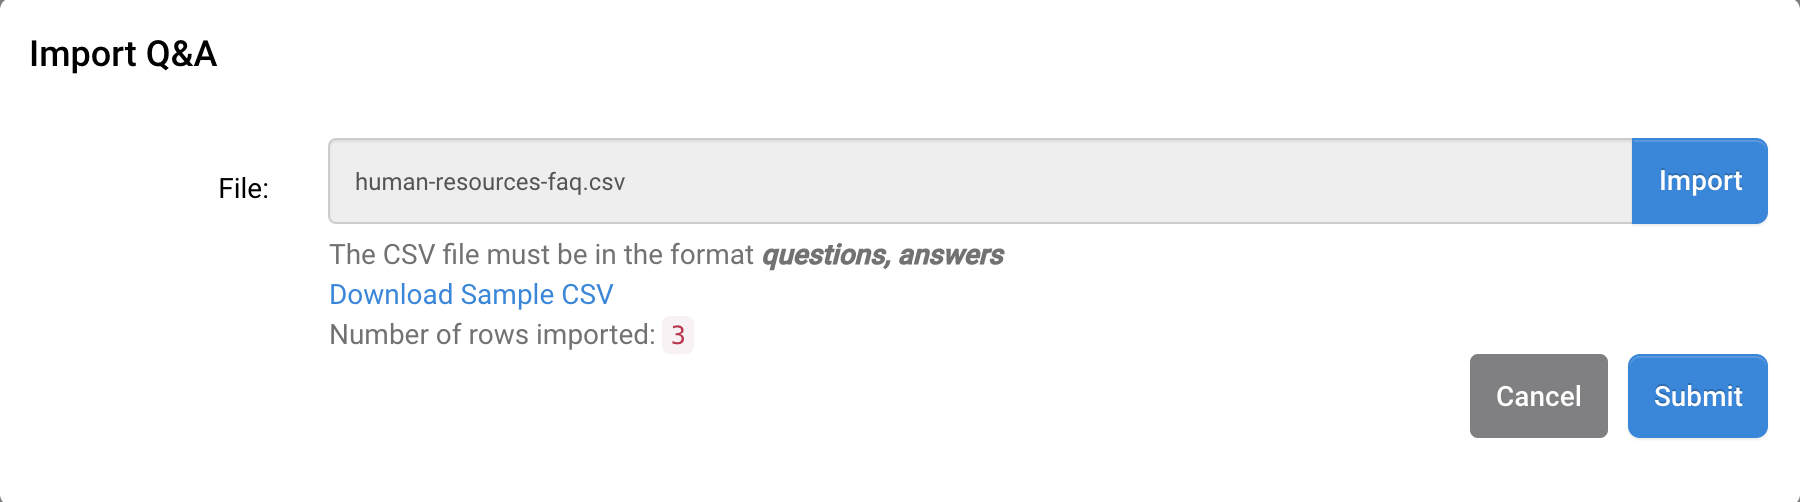 Import Q&A
File:
human-resources-faq.csv
Import
The CSV file must be in the format questions, answers
Download Sample CSV
Number of rows imported: 3
Cancel
Submit